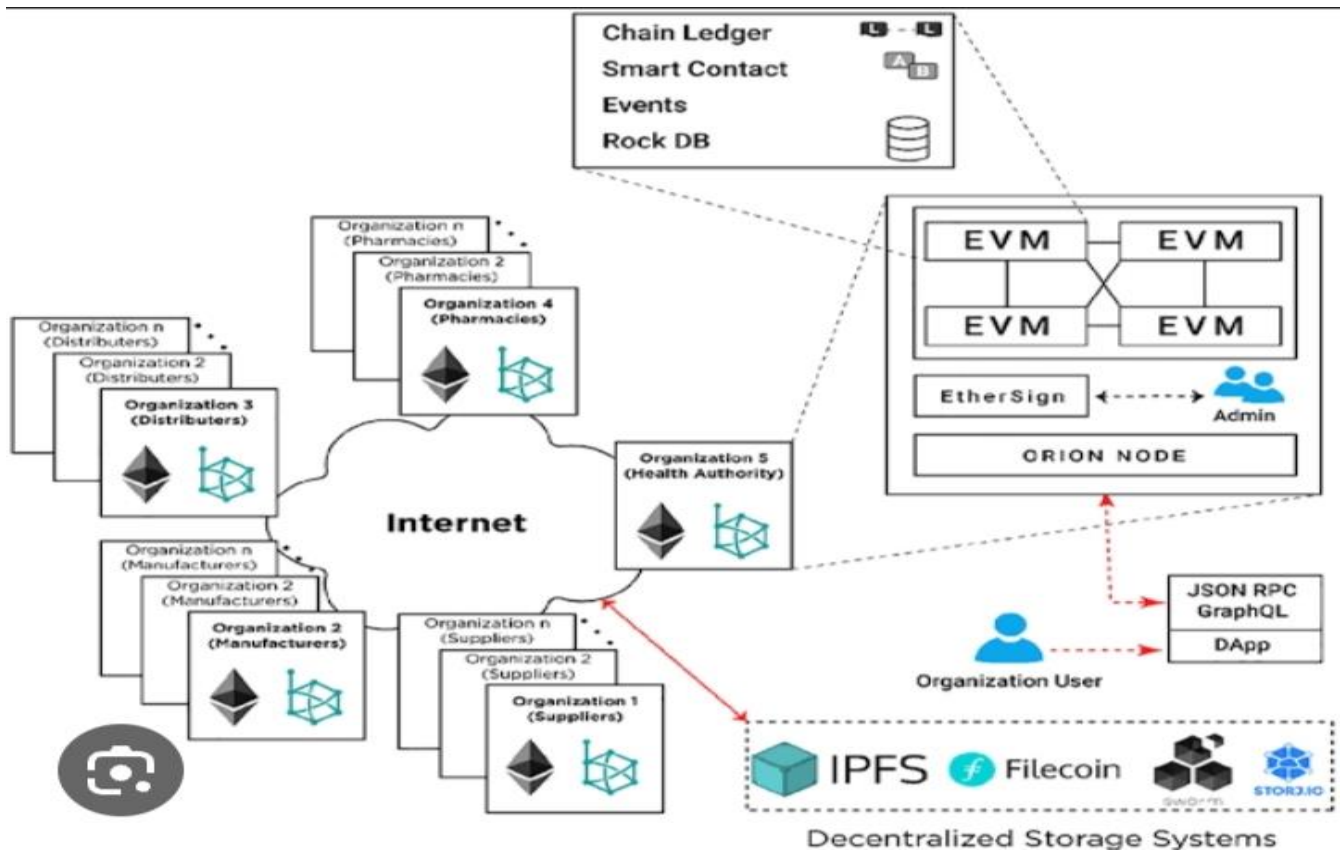 Chain Ledger
L
L
Smart Contact
A
B
Events
Rock DB
EVM
EVM
EVM
EVM
EtherSign
Admin
ORION NODE
Organization n
(Pharmacies)
Organization 2
(Pharmacies)
Organization 4
(Pharmacies)
Organization n
(Distributers)
Organization 2
(Distributers)
Organization 3
(Distributers)
Organization 5
(Health Authority)
Internet
Organization n
(Manufacturers)
Organization 2
(Manufacturers)
Organization 2
(Manufacturers)
Organization n
(Suppliers)
Organization 2
(Suppliers)
Organization 1
(Suppliers)
JSON RPC
GraphQL
DApp
Organization User
IPFS
Filecoin
STORJ.IO
Decentralized Storage Systems